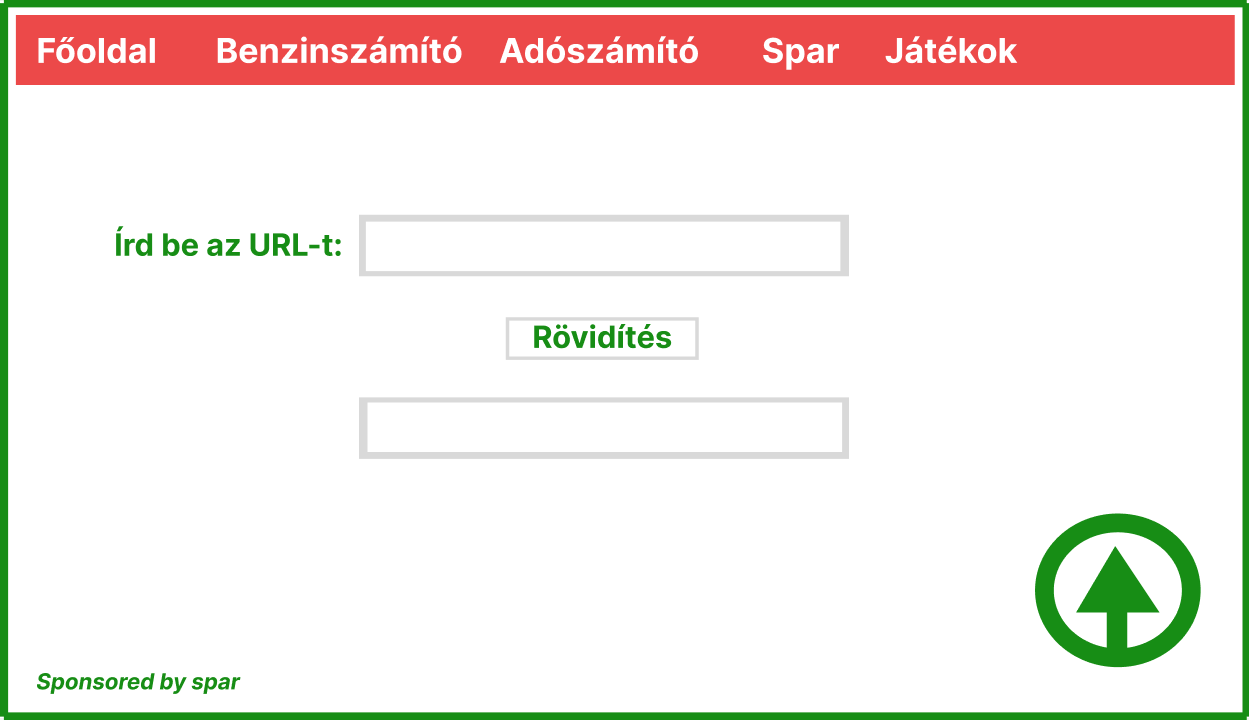 Főoldal Benzinszámító Adószámító Spar Játékok
Írd be az URL-t:
Rövidítés
Sponsored by spar